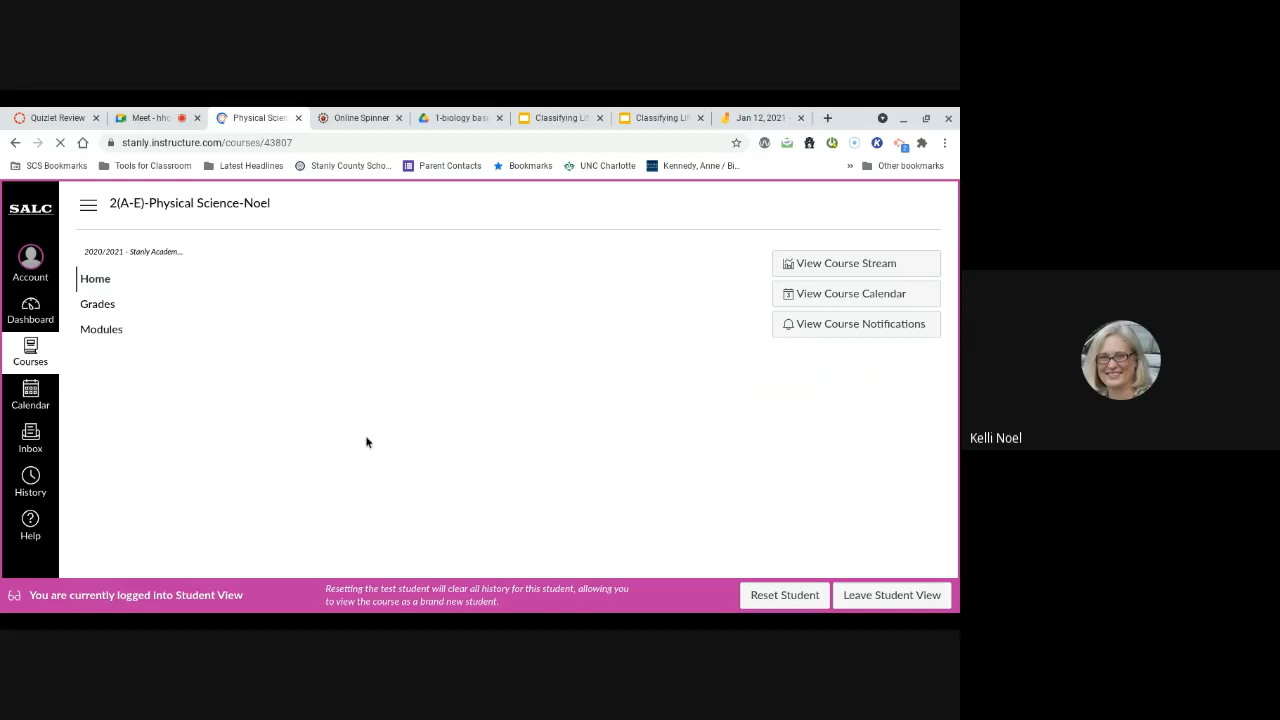 Quizlet Review
Meet - hhc
Physical Scien
Online Spinner
1-biology basi
Classifying Lif
Classifying Lif
Jan 12, 2021 -
stanly.instructure.com/courses/43807
SCS Bookmarks
Tools for Classroom
Latest Headlines
Stanly County Scho...
Parent Contacts
Bookmarks
UNC Charlotte
Kennedy, Anne / Bi...
»
Other bookmarks
SALC
Account
Dashboard
Courses
Calendar
Inbox
History
Help
2(A-E)-Physical Science-Noel
2020/2021 - Stanly Academ...
Home
Grades
Modules
View Course Stream
View Course Calendar
View Course Notifications
Kelli Noel
You are currently logged into Student View
Resetting the test student will clear all history for this student, allowing
you to view the course as a brand new student.
Reset Student
Leave Student View